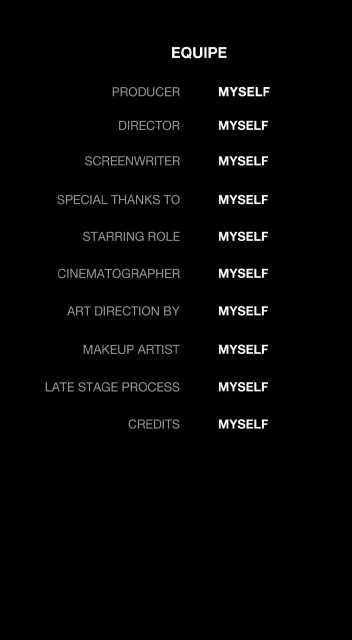 EQUIPE
PRODUCER MYSELF
DIRECTOR MYSELF
SCREENWRITER MYSELF
SPECIAL THANKS TO MYSELF
STARRING ROLE MYSELF
CINEMATOGRAPHER MYSELF
ART DIRECTION BY MYSELF
MAKEUP ARTIST MYSELF
LATE STAGE PROCESS MYSELF
CREDITS MYSELF